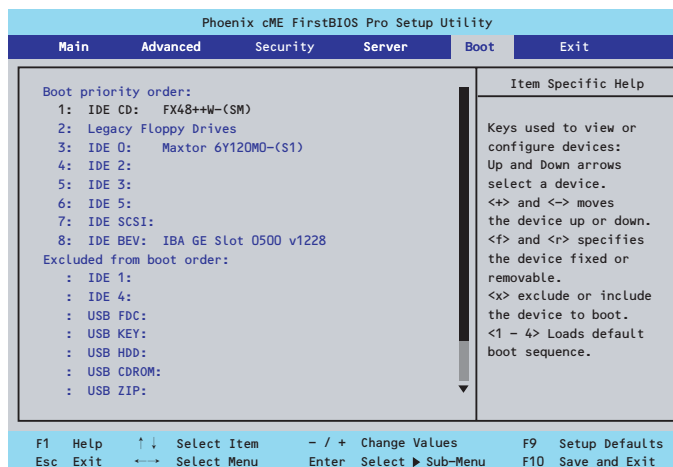 Phoenix cME FirstBIOS Pro Setup Utility
Main Advanced Security Server Boot Exit
Boot priority order:
1: IDE CD: FX48++W-(SM)
2: Legacy Floppy Drives
3: IDE 0: Maxtor 6Y120M0-(S1)
4: IDE 2:
5: IDE 3:
6: IDE 5:
7: IDE SCSI:
8: IDE BEV: IBA GE Slot 0500 v1228
Excluded from boot order:
: IDE 1:
: IDE 4:
: USB FDC:
: USB KEY:
: USB HDD:
: USB CDROM:
: USB ZIP:
Item Specific Help
Keys used to view or
configure devices:
Up and Down arrows
select a device.
<+> and <-> moves
the device up or down.
<f> and <r> specifies
the device fixed or
removable.
<x> exclude or include
the device to boot.
<1 – 4> Loads default
boot sequence.
F1 Help ↑↓ Select Item – / + Change Values F9 Setup Defaults
Esc Exit ←→ Select Menu Enter Select ▶ Sub-Menu F10 Save and Exit